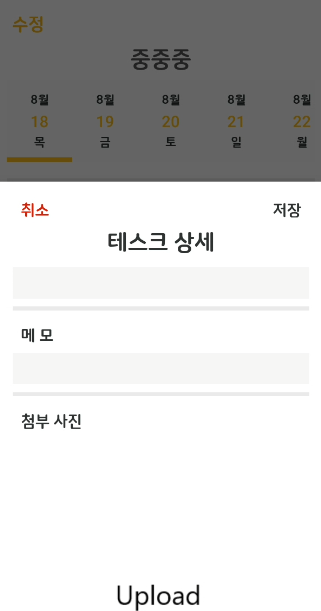 수정
중중중
8월 8월 8월 8월 8월
18 19 20 21 22
목 금 토 일 월
취소 저장
테스크 상세
메 모
첨부 사진
Upload